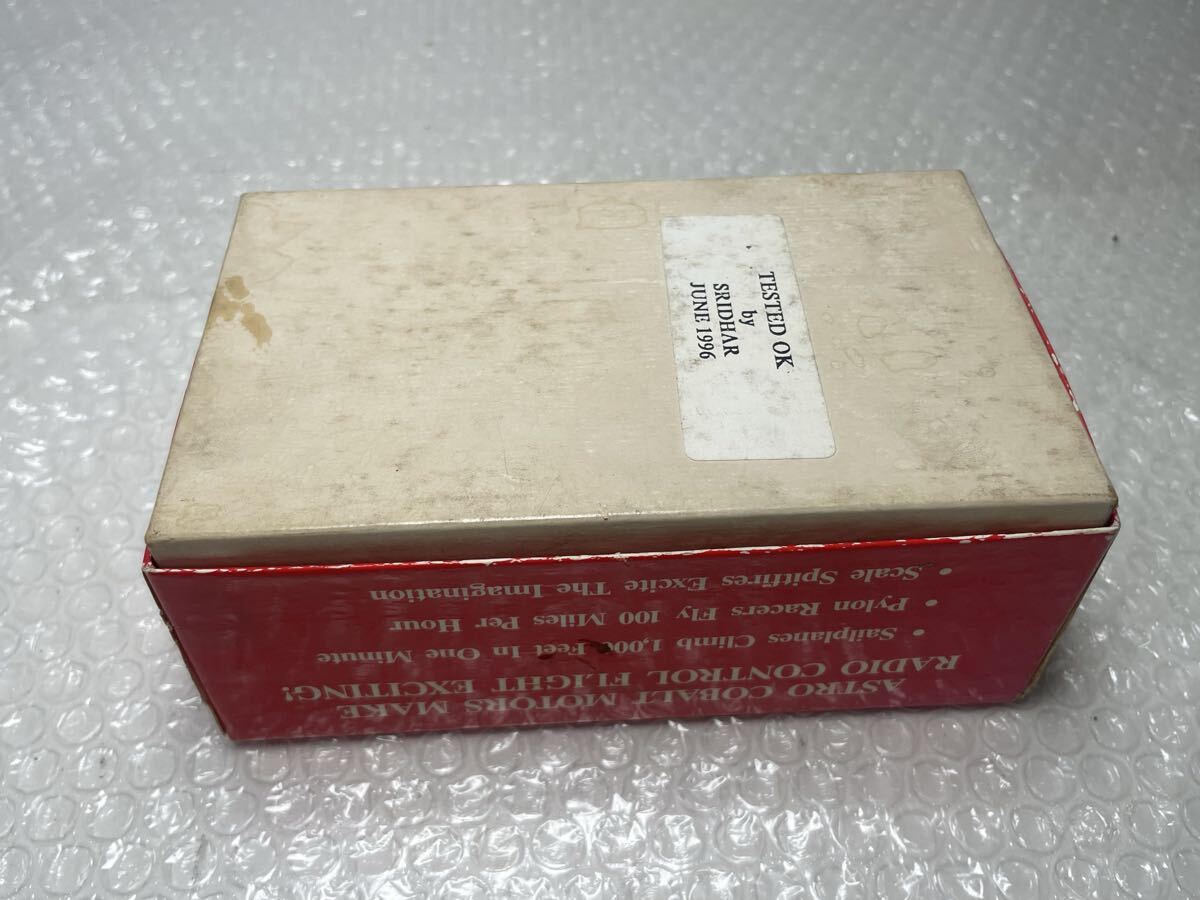 TESTED OK
by
SRIDHAR
JUNE 1996
ASTRO COBALT MOTORS MAKE
RADIO CONTROL FLIGHT EXCITING!
• Sailplanes Climb 1,000 Feet In One Minute
• Pylon Racers Fly 100 Miles Per Hour
• Scale Spitfires Excite The Imagination